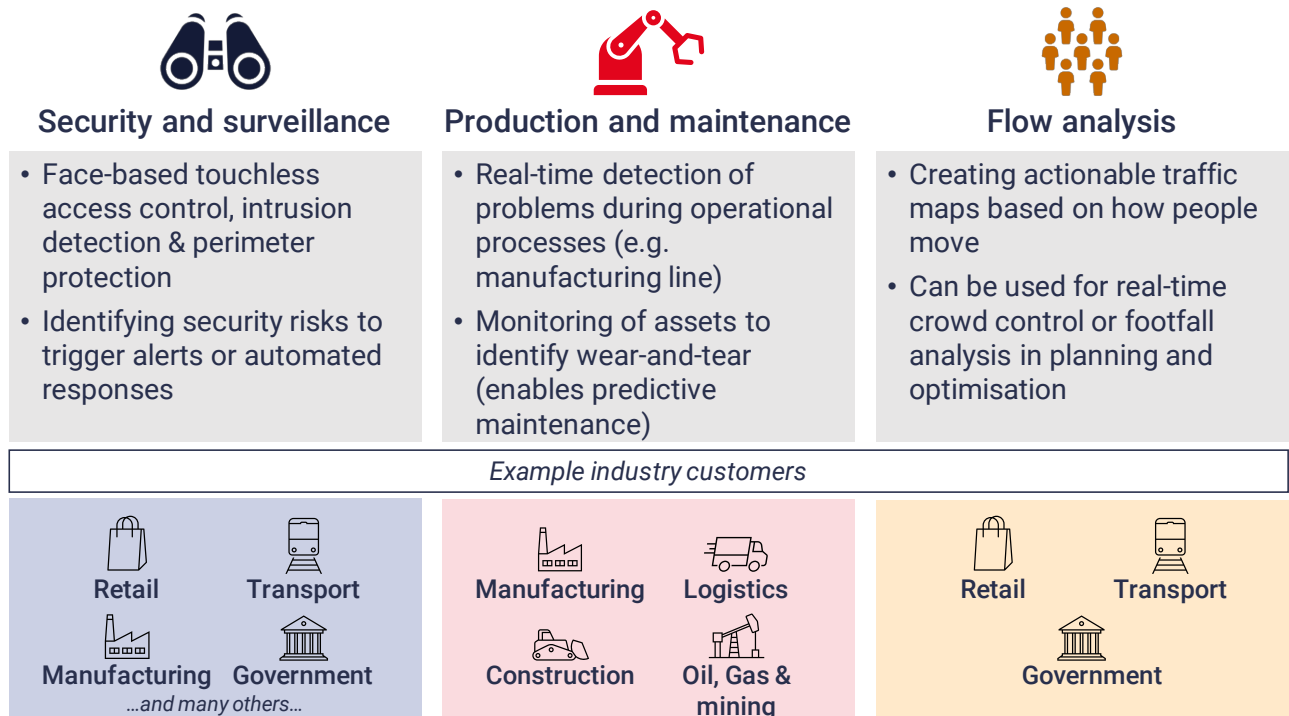 Security and surveillance
• Face-based touchless
access control, intrusion
detection & perimeter
protection
• Identifying security risks to
trigger alerts or automated
responses
Production and maintenance
• Real-time detection of
problems during operational
processes (e.g.
manufacturing line)
• Monitoring of assets to
identify wear-and-tear
(enables predictive
maintenance)
Flow analysis
• Creating actionable traffic
maps based on how people
move
• Can be used for real-time
crowd control or footfall
analysis in planning and
optimisation
Example industry customers
Retail
Transport
Manufacturing
Government
...and many others...
Manufacturing
Logistics
Construction
Oil, Gas &
mining
Retail
Transport
Government